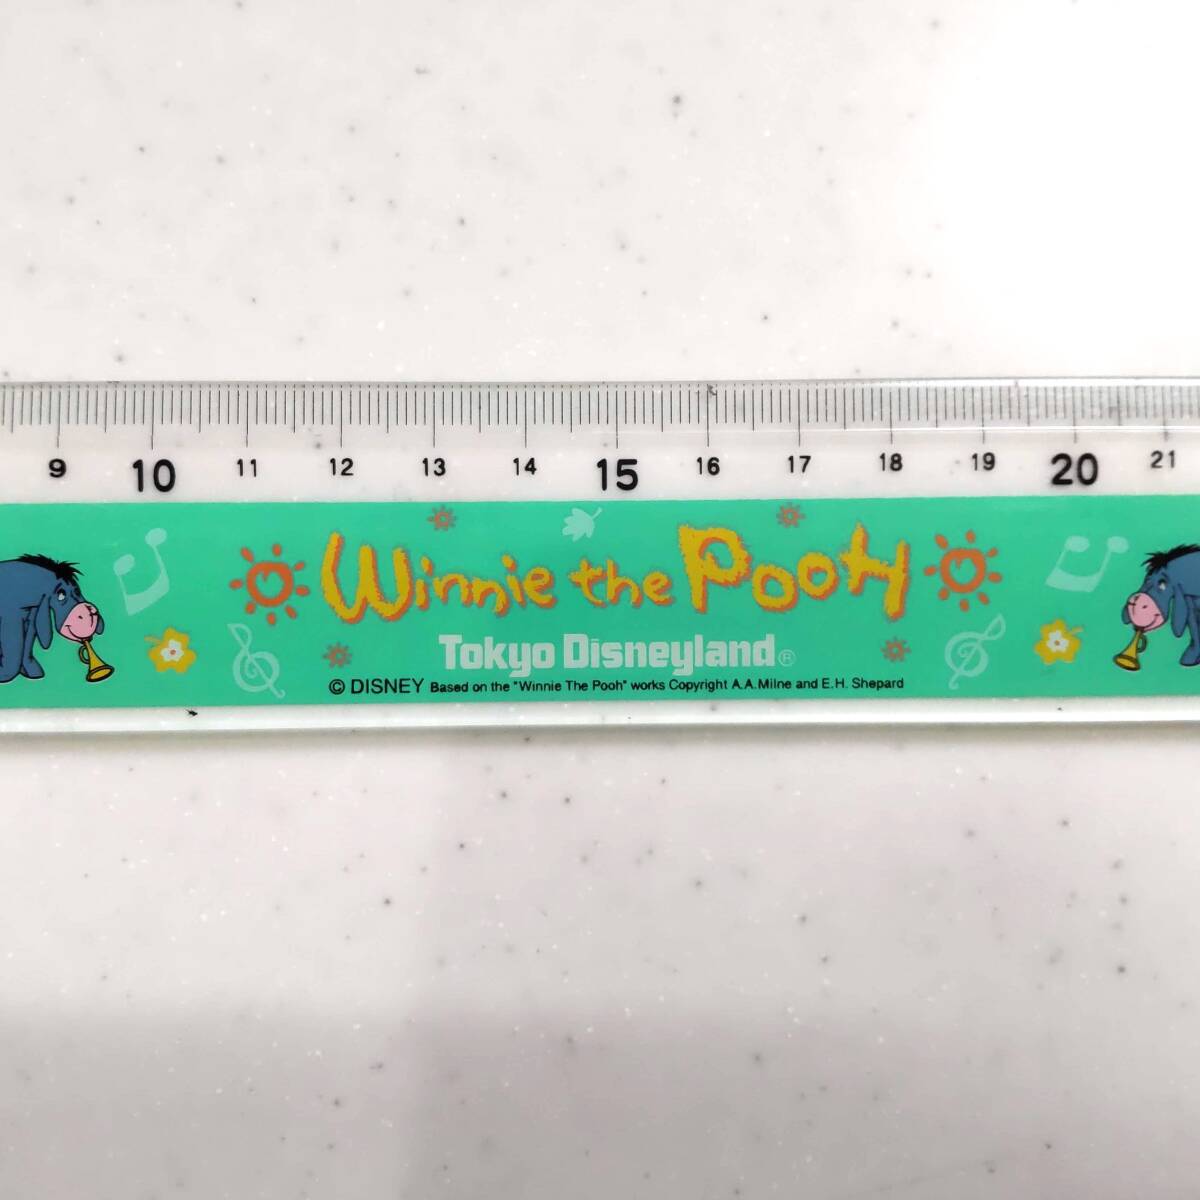 9 10 11 12 13 14 15 16 17 18 19 20 21
Winnie the Pooh
Tokyo Disneyland®
© DISNEY Based on the "Winnie The Pooh" works Copyright A.A.Milne and E.H. Shepard